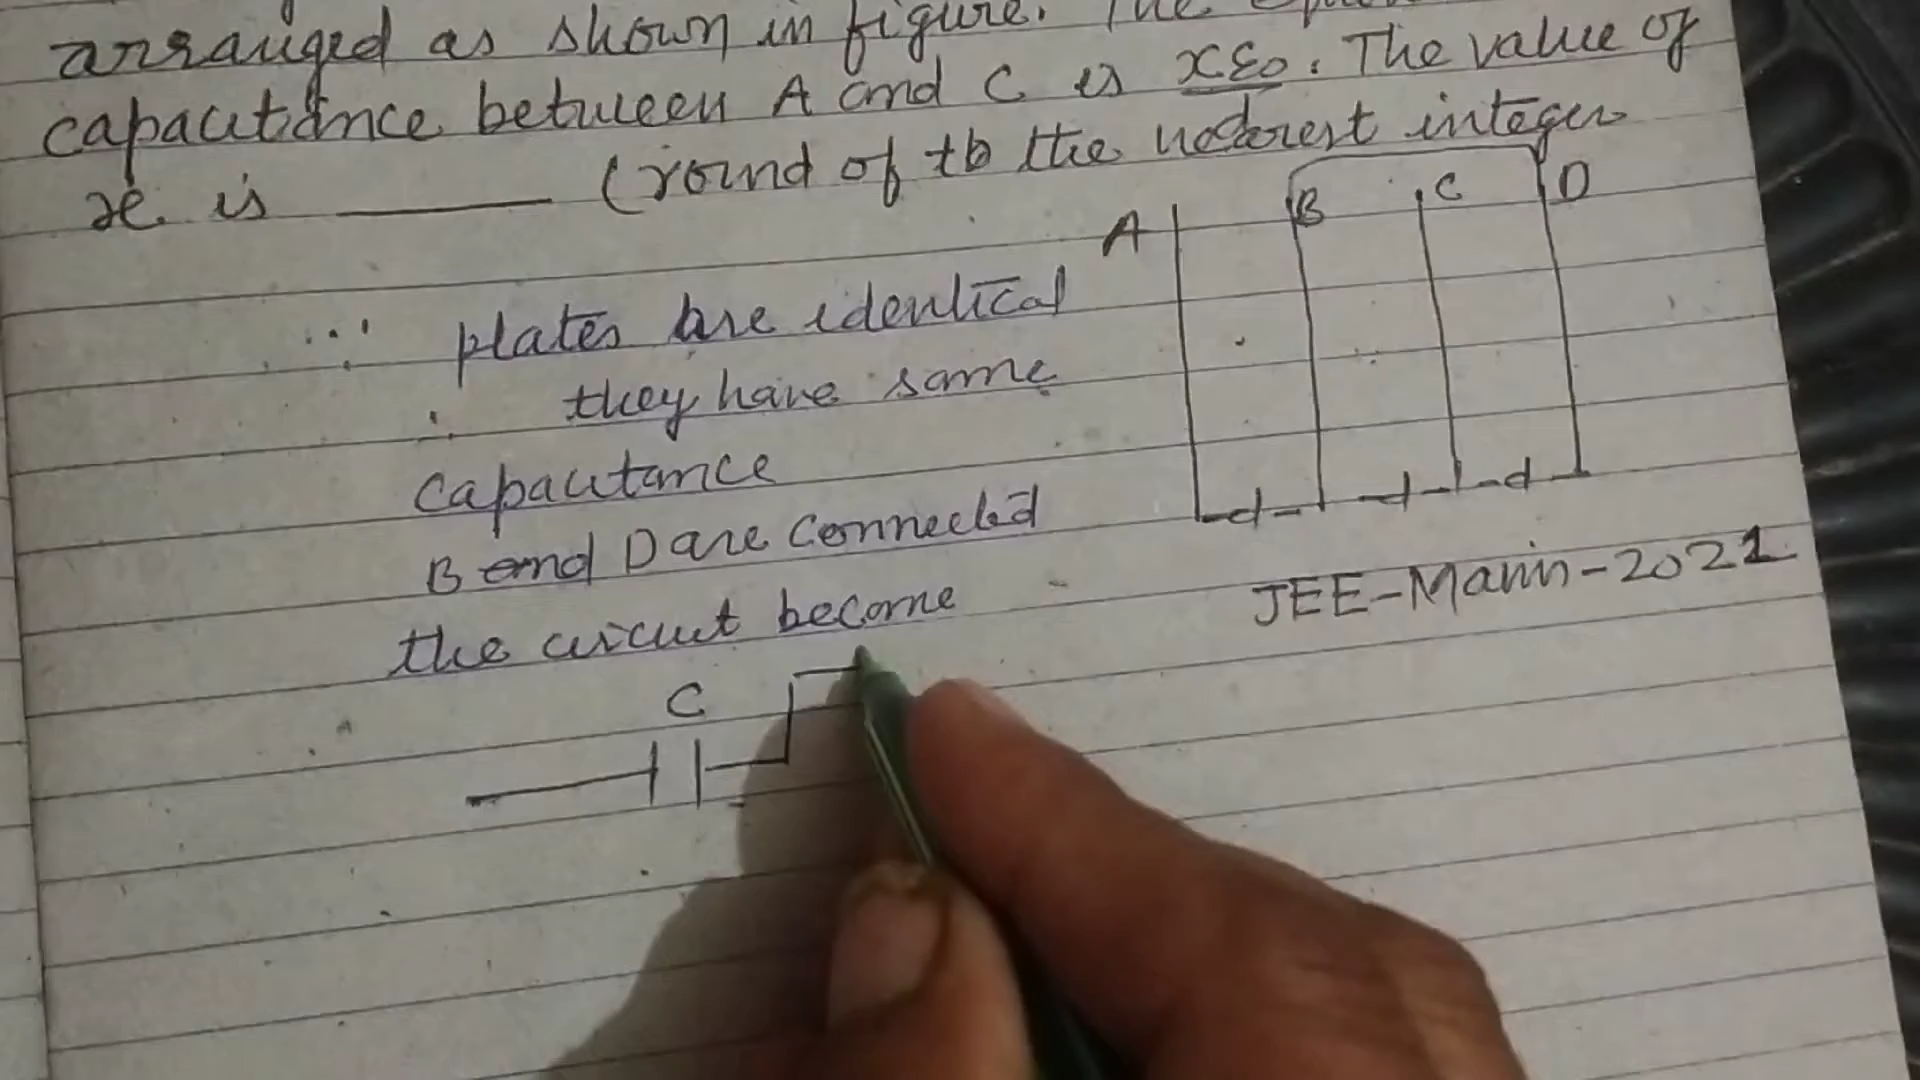 arranged as shown in figure. The
capacitance between A and C is xε₀. The value of
x is ______ (round of to the nearest integer
A B C D
∵ plates are identical
∴ they have same
capacitance
d d d
B and D are connected
the circuit become
JEE-Main-2021
C